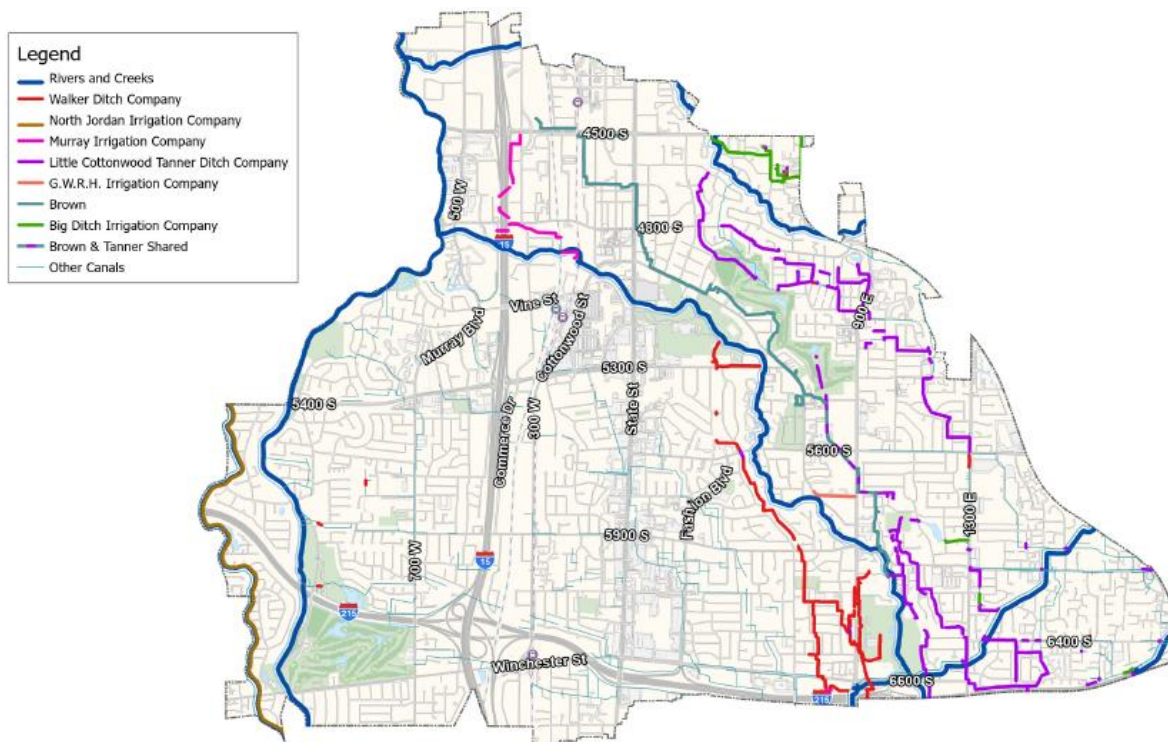 Legend
Rivers and Creeks
Walker Ditch Company
North Jordan Irrigation Company
Murray Irrigation Company
Little Cottonwood Tanner Ditch Company
G.W.R.H. Irrigation Company
Brown
Big Ditch Irrigation Company
Brown & Tanner Shared
Other Canals
4500 S
500 W
4800 S
15
Vine St
Cottonwood St
Murray Blvd
900 E
5300 S
5400 S
State St
Commerce Dr
300 W
5600 S
Fashion Blvd
1300 E
5900 S
700 W
15
215
6400 S
Winchester St
6600 S
215